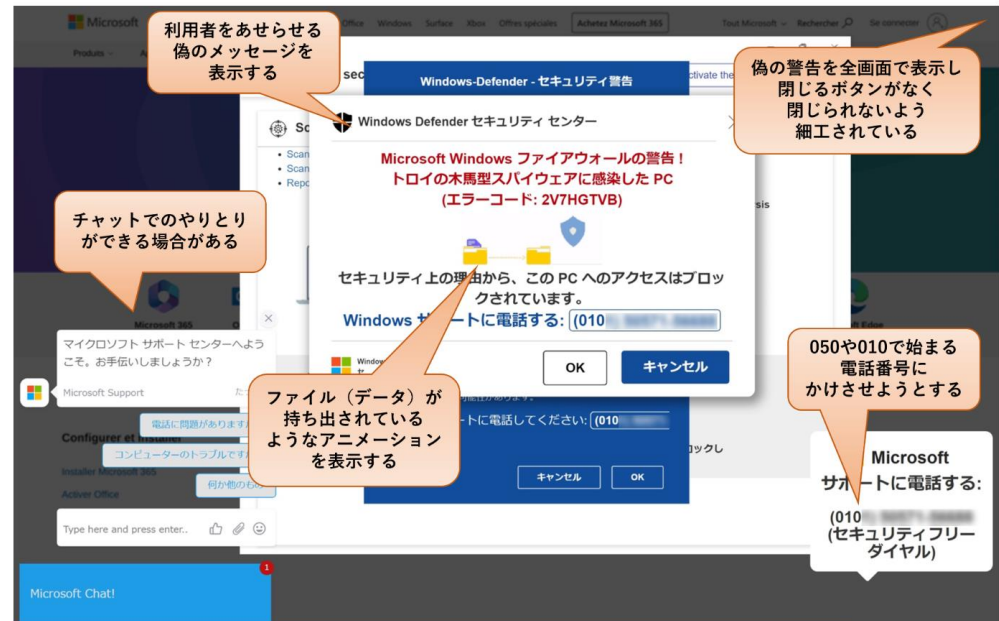 Microsoft
Office Windows Surface Xbox Offres spéciales Achetez Microsoft 365 Tout Microsoft Rechercher Se connecter
Produits
利用者をあせらせる
偽のメッセージを
表示する
偽の警告を全画面で表示し
閉じるボタンがなく
閉じられないよう
細工されている
Windows-Defender - セキュリティ警告
Windows Defender セキュリティ センター
Microsoft Windows ファイアウォールの警告！
トロイの木馬型スパイウェアに感染した PC
(エラーコード: 2V7HGTVB)
セキュリティ上の理由から、この PC へのアクセスはブロッ
クされています。
Windows サポートに電話する: (010
OK キャンセル
チャットでのやりとり
ができる場合がある
Microsoft 365
マイクロソフト サポート センターへよう
こそ。お手伝いしましょうか？
Microsoft Support
電話に問題がありますか
Configurer et installer
コンピューターのトラブルですか
Installer Microsoft 365
何か他のもの
Activer Office
Type here and press enter..
1
Microsoft Chat!
ファイル（データ）が
持ち出されている
ようなアニメーション
を表示する
ートに電話してください: (010
キャンセル OK
050や010で始まる
電話番号に
かけさせようとする
Microsoft
サポートに電話する:
(010
(セキュリティフリー
ダイヤル)